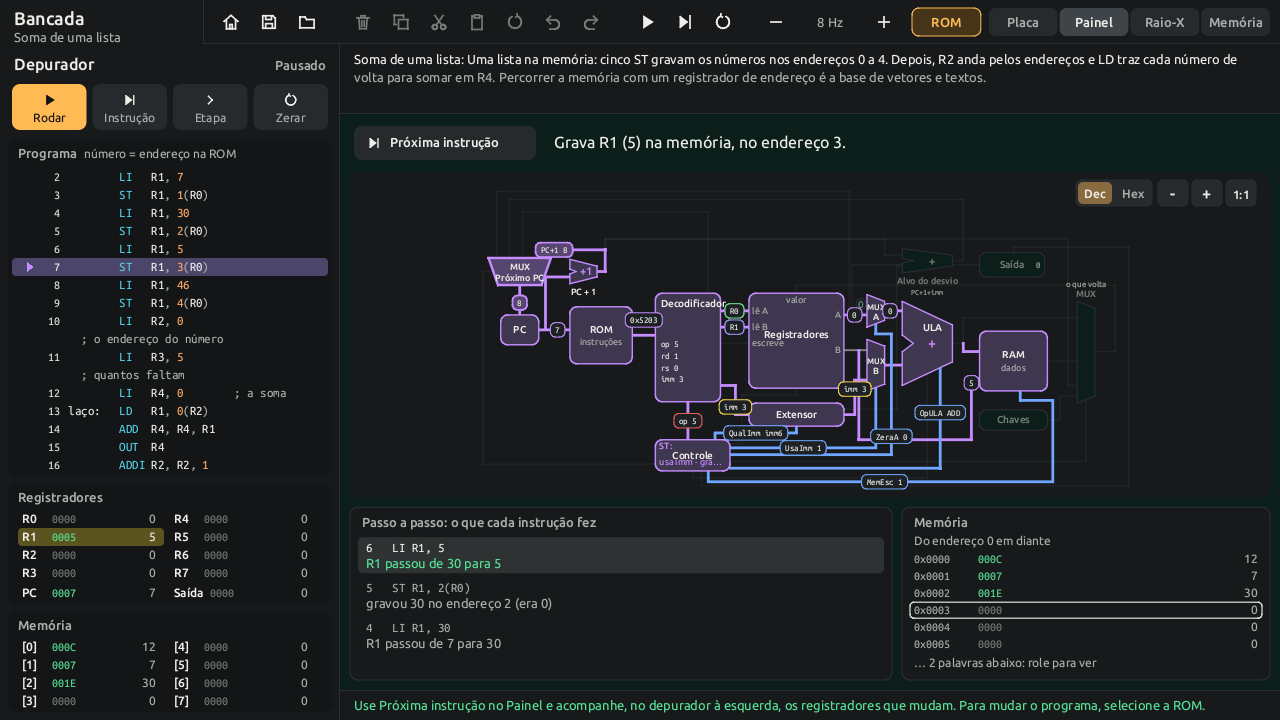 Bancada
Soma de uma lista
8 Hz
ROM
Placa
Painel
Raio-X
Memória
Depurador
Pausado
Rodar
Instrução
Etapa
Zerar
Soma de uma lista: Uma lista na memória: cinco ST gravam os números nos endereços 0 a 4. Depois, R2 anda pelos endereços e LD traz cada número de
volta para somar em R4. Percorrer a memória com um registrador de endereço é a base de vetores e textos.
Próxima instrução
Grava R1 (5) na memória, no endereço 3.
Programa número = endereço na ROM
2 LI R1, 7
3 ST R1, 1(R0)
4 LI R1, 30
5 ST R1, 2(R0)
6 LI R1, 5
7 ST R1, 3(R0)
8 LI R1, 46
9 ST R1, 4(R0)
10 LI R2, 0
; o endereço do número
11 LI R3, 5
; quantos faltam
12 LI R4, 0 ; a soma
13 laço: LD R1, 0(R2)
14 ADD R4, R4, R1
15 OUT R4
16 ADDI R2, R2, 1
Dec
Hex
-
+
1:1
PC+1 8
MUX
Próximo PC
+1
PC + 1
8
PC
7
ROM
instruções
0x5203
Decodificador
op 5
rd 1
rs 0
imm 3
R0
R1
valor
lê A
lê B
escreve
Registradores
A
B
0
0
MUX
A
0
MUX
B
ULA
+
+
Alvo do desvio
PC+1+imm
Saída 0
o que volta
MUX
RAM
dados
5
Chaves
imm 3
imm 3
Extensor
op 5
QualImm imm6
UsaImm 1
ZeraA 0
OpULA ADD
ST:
usaImm · gra…
Controle
MemEsc 1
Registradores
R0 0000 0 R4 0000 0
R1 0005 5 R5 0000 0
R2 0000 0 R6 0000 0
R3 0000 0 R7 0000 0
PC 0007 7 Saída 0000 0
Memória
[0] 000C 12 [4] 0000 0
[1] 0007 7 [5] 0000 0
[2] 001E 30 [6] 0000 0
[3] 0000 0 [7] 0000 0
Passo a passo: o que cada instrução fez
6 LI R1, 5
R1 passou de 30 para 5
5 ST R1, 2(R0)
gravou 30 no endereço 2 (era 0)
4 LI R1, 30
R1 passou de 7 para 30
Memória
Do endereço 0 em diante
0x0000 000C 12
0x0001 0007 7
0x0002 001E 30
0x0003 0000 0
0x0004 0000 0
0x0005 0000 0
… 2 palavras abaixo: role para ver
Use Próxima instrução no Painel e acompanhe, no depurador à esquerda, os registradores que mudam. Para mudar o programa, selecione a ROM.